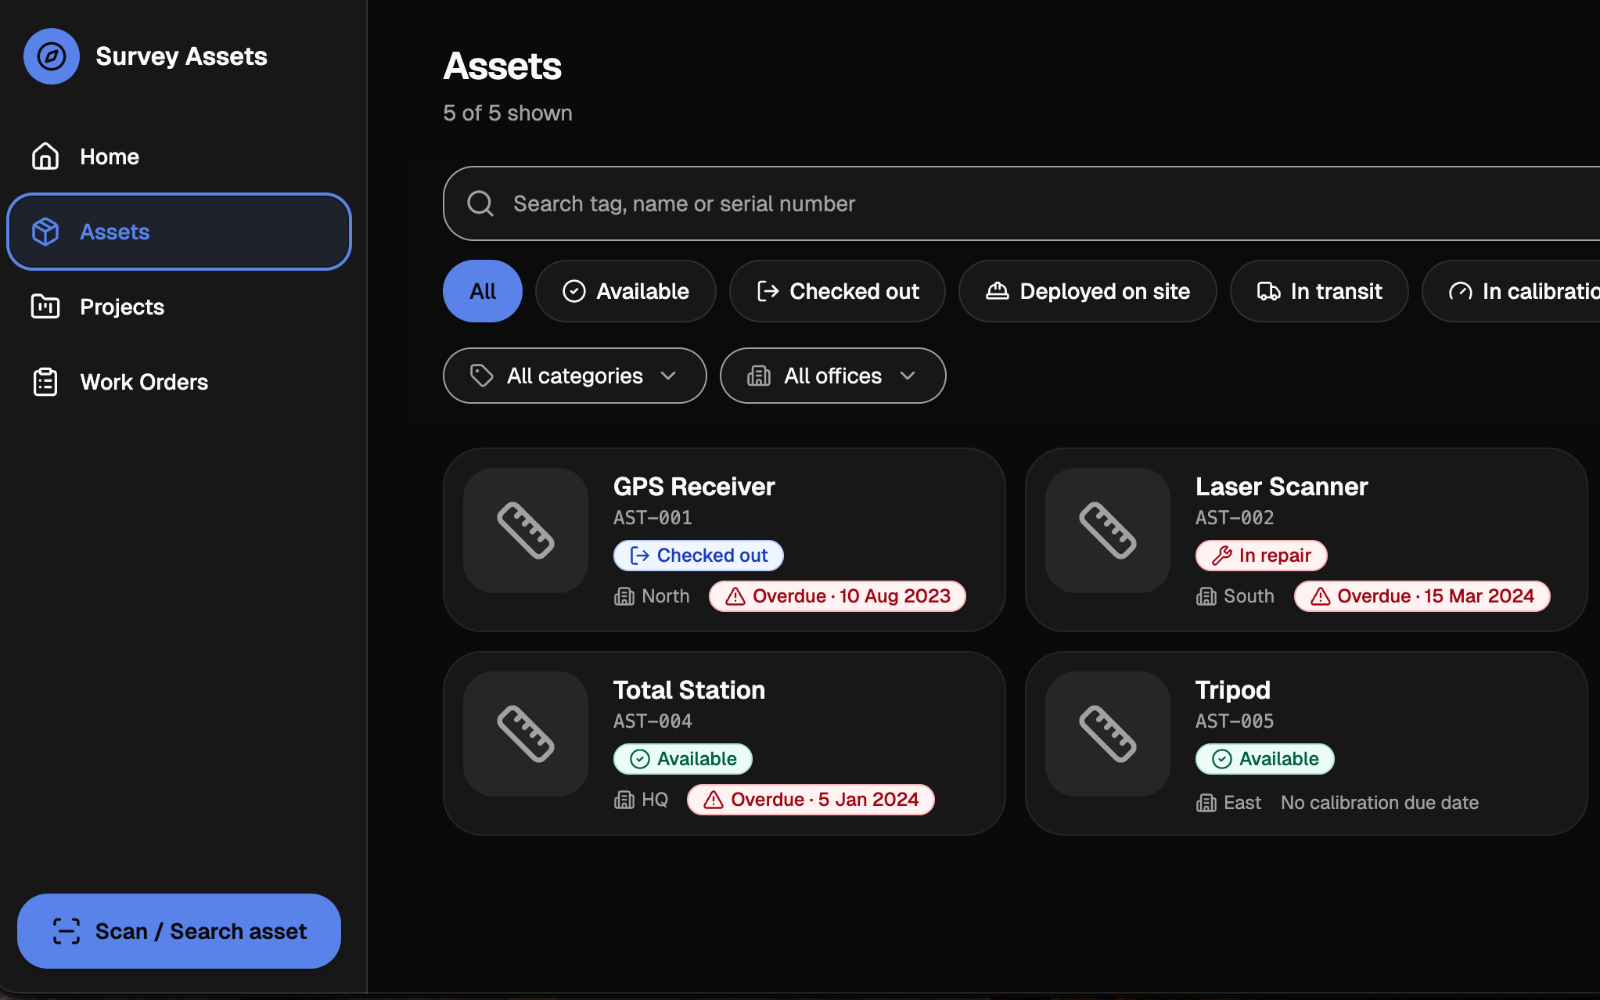 Survey Assets
Home
Assets
Projects
Work Orders
Scan / Search asset
Assets
5 of 5 shown
Search tag, name or serial number
All
Available
Checked out
Deployed on site
In transit
In calibratio
All categories
All offices
GPS Receiver
AST-001
Checked out
North
Overdue · 10 Aug 2023
Laser Scanner
AST-002
In repair
South
Overdue · 15 Mar 2024
Total Station
AST-004
Available
HQ
Overdue · 5 Jan 2024
Tripod
AST-005
Available
East
No calibration due date